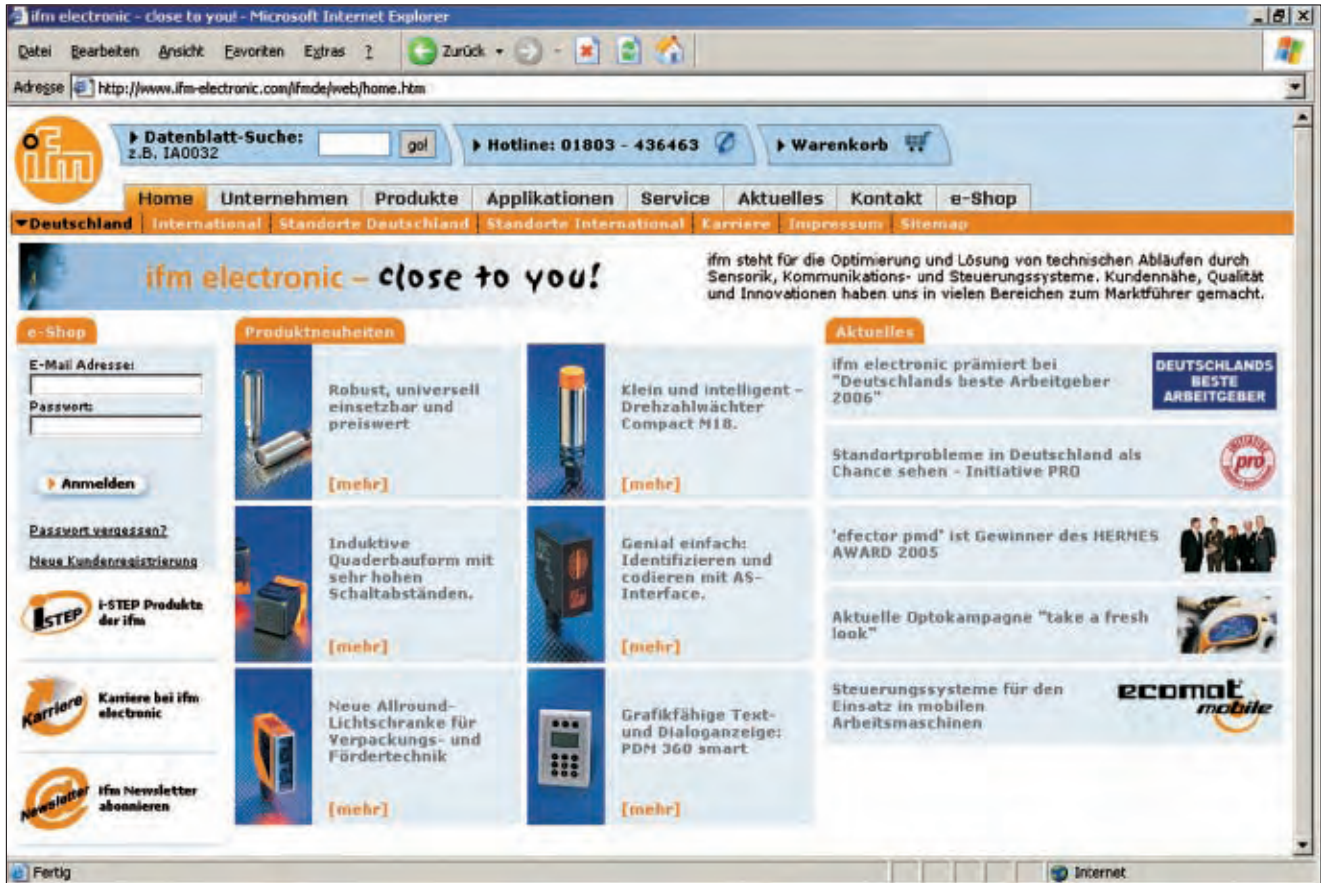 ifm electronic - close to you! - Microsoft Internet Explorer
Datei Bearbeiten Ansicht Favoriten Extras ? Zurück
Adresse http://www.ifm-electronic.com/ifmde/web/home.htm
ifm
Datenblatt-Suche:
z.B. IA0032
go!
Hotline: 01803 - 436463
Warenkorb
Home Unternehmen Produkte Applikationen Service Aktuelles Kontakt e-Shop
Deutschland International Standorte Deutschland Standorte International Karriere Impressum Sitemap
ifm electronic – close to you!
ifm steht für die Optimierung und Lösung von technischen Abläufen durch
Sensorik, Kommunikations- und Steuerungssysteme. Kundennähe, Qualität
und Innovationen haben uns in vielen Bereichen zum Marktführer gemacht.
e-Shop
E-Mail Adresse:
Passwort:
Anmelden
Passwort vergessen?
Neue Kundenregistrierung
iSTEP
i-STEP Produkte
der ifm
Karriere
Karriere bei ifm
electronic
Newsletter
ifm Newsletter
abonnieren
Produktneuheiten
Robust, universell
einsetzbar und
preiswert
[mehr]
Klein und intelligent –
Drehzahlwächter
Compact M18.
[mehr]
Induktive
Quaderbauform mit
sehr hohen
Schaltabständen.
[mehr]
Genial einfach:
Identifizieren und
codieren mit AS-
Interface.
[mehr]
Neue Allround-
Lichtschranke für
Verpackungs- und
Fördertechnik
[mehr]
Grafikfähige Text-
und Dialoganzeige:
PDM 360 smart
[mehr]
Aktuelles
ifm electronic prämiert bei
"Deutschlands beste Arbeitgeber
2006"
DEUTSCHLANDS
BESTE
ARBEITGEBER
Standortprobleme in Deutschland als
Chance sehen - Initiative PRO
pro
'efector pmd' ist Gewinner des HERMES
AWARD 2005
Aktuelle Optokampagne "take a fresh
look"
Steuerungssysteme für den
Einsatz in mobilen
Arbeitsmaschinen
ecomat
mobile
Fertig
Internet